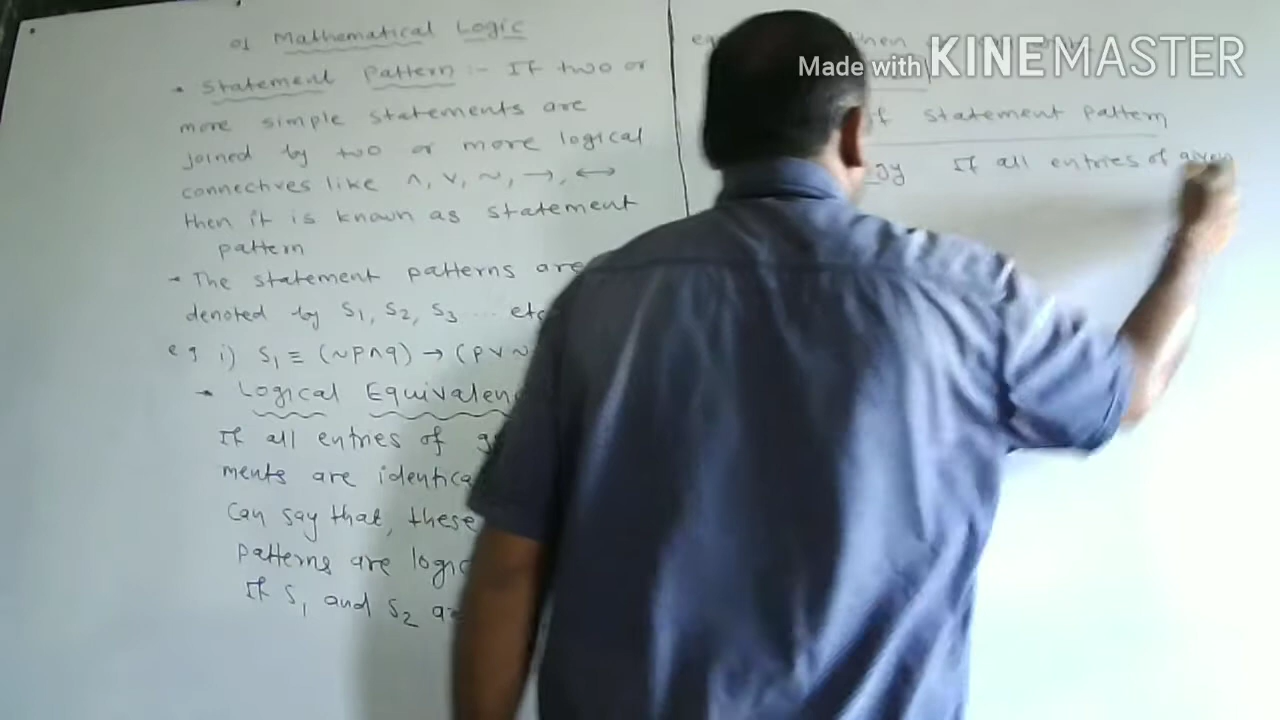 01 Mathematical Logic
• Statement Pattern :- If two or
more simple statements are
joined by two or more logical
connectives like ∧, ∨, ~, →, ↔
then it is known as statement
pattern
• The statement patterns are
denoted by S₁, S₂, S₃ ... etc
eg i) S₁ ≡ (~p∧q) → (p∨~
• Logical Equivalen
If all entries of
ments are identica
can say that, these
patterns are logic
If S₁ and S₂ a
Made with KINEMASTER
of statement pattern
gy If all entries of given